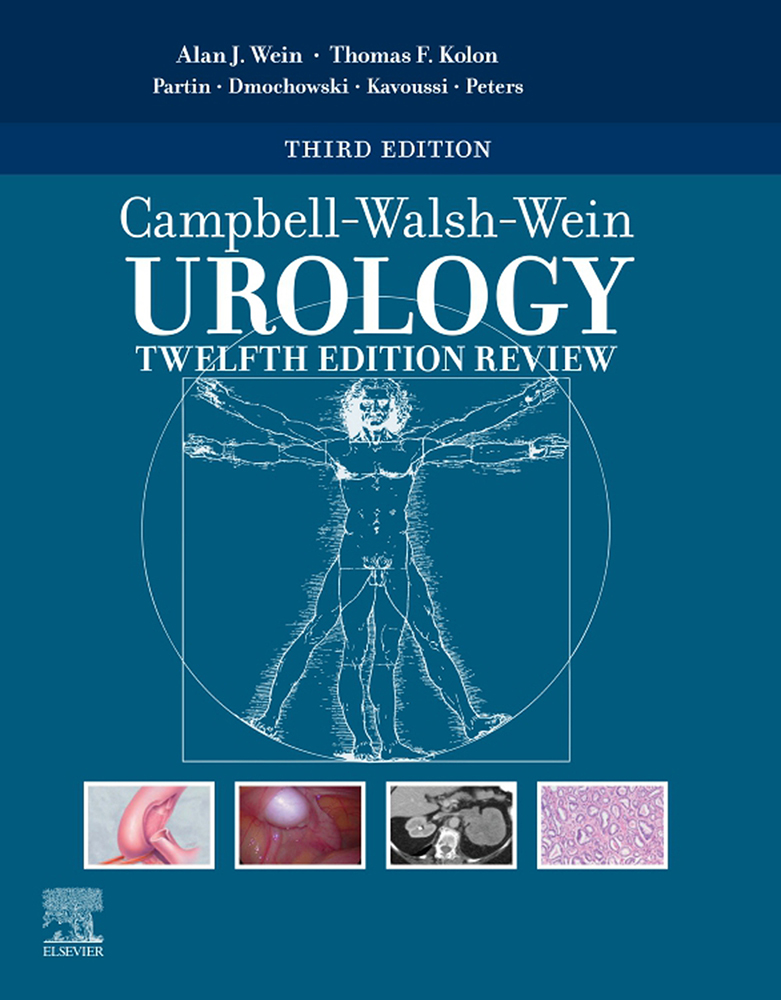 Alan J. Wein · Thomas F. Kolon
Partin · Dmochowski · Kavoussi · Peters
THIRD EDITION
Campbell-Walsh-Wein
UROLOGY
TWELFTH EDITION REVIEW
ELSEVIER